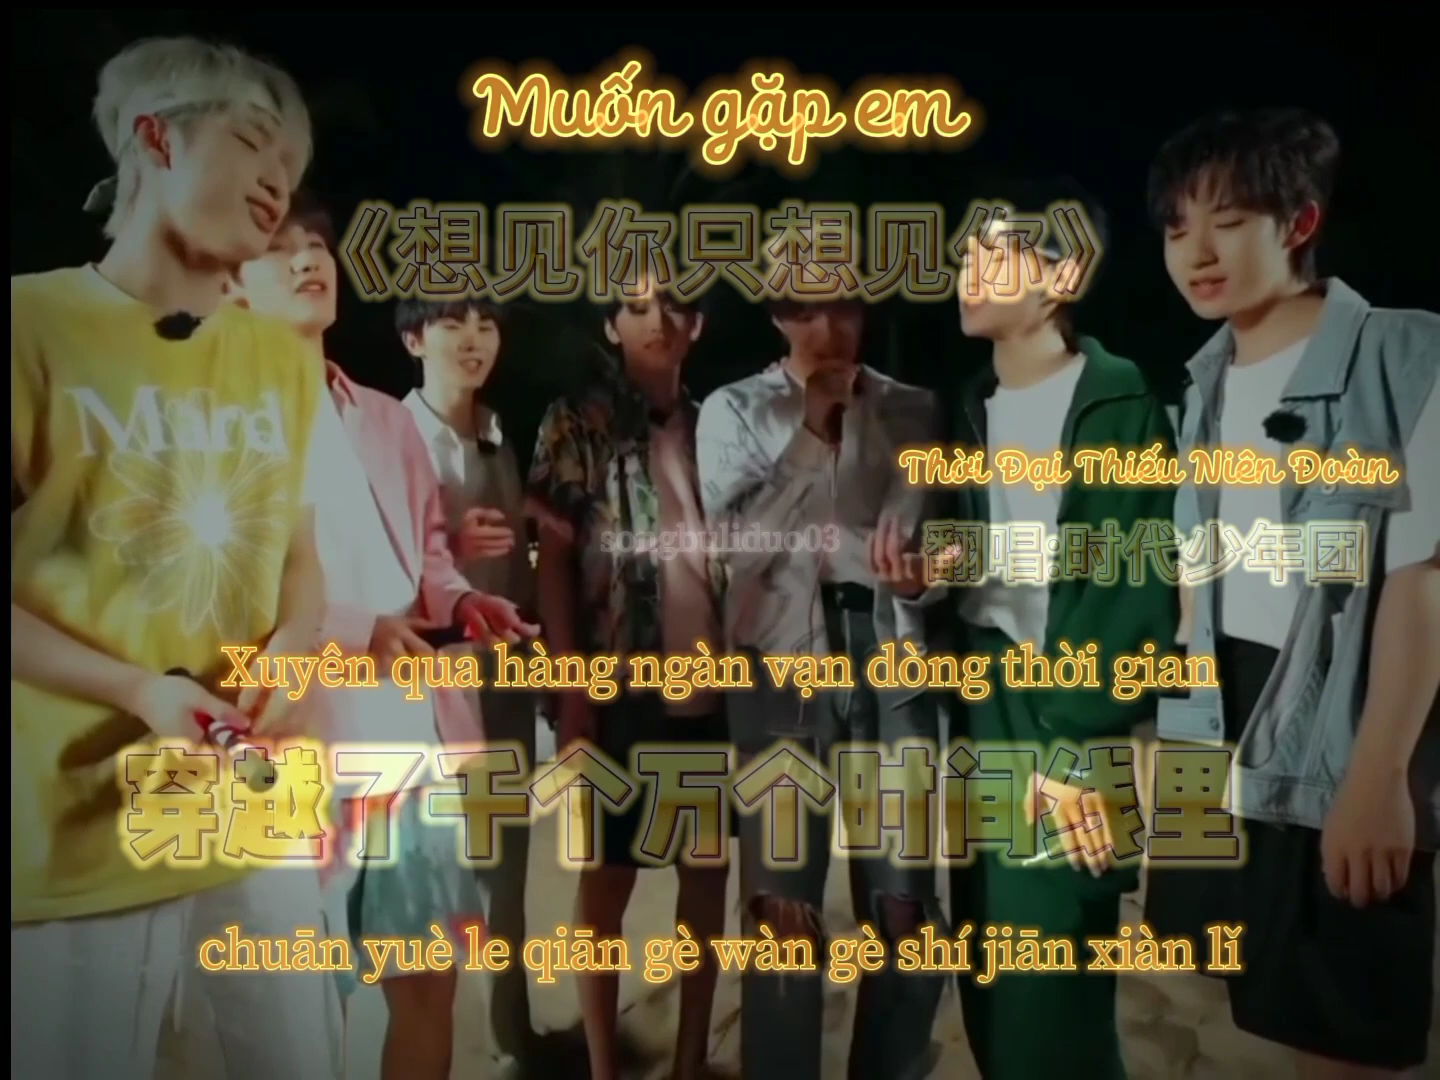 Muốn gặp em
《想见你只想见你》
Mard
Thời Đại Thiếu Niên Đoàn
songbuliduo03
翻唱:时代少年团
Xuyên qua hàng ngàn vạn dòng thời gian
穿越了千个万个时间线里
chuān yuè le qiān gè wàn gè shí jiān xiàn lǐ